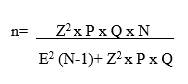 n= Z² x P x Q x N
E² (N-1)+ Z² x P x Q